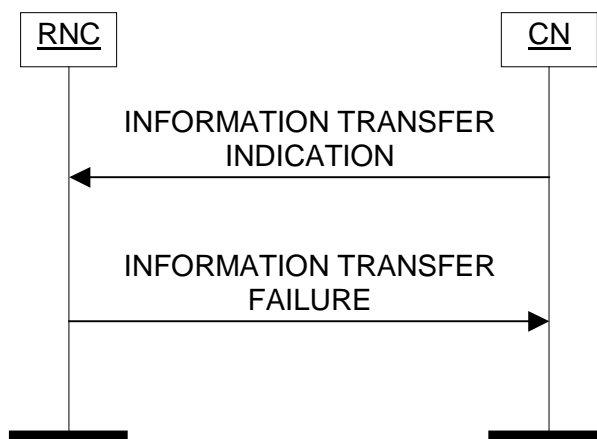 RNC
CN
INFORMATION TRANSFER
INDICATION
INFORMATION TRANSFER
FAILURE